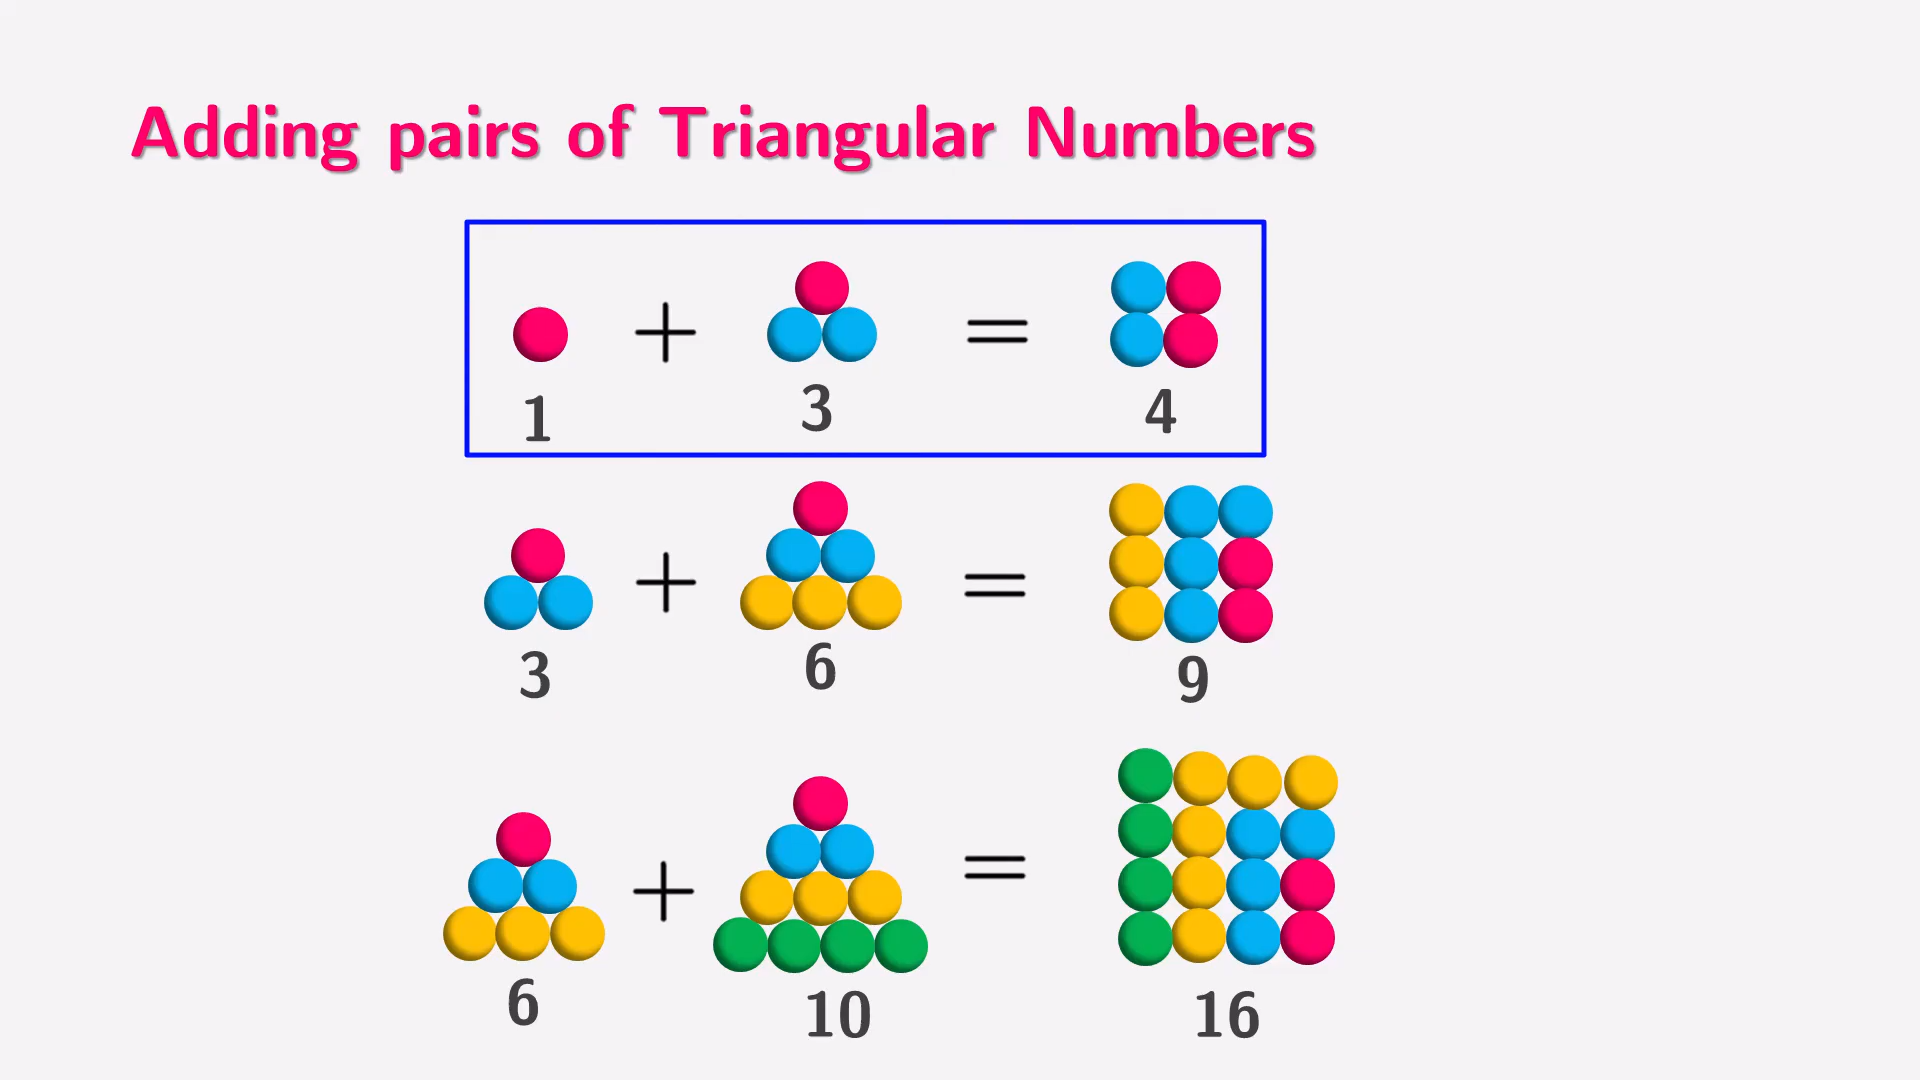 Adding pairs of Triangular Numbers
+ =
1 3 4
+ =
3 6 9
+ =
6 10 16